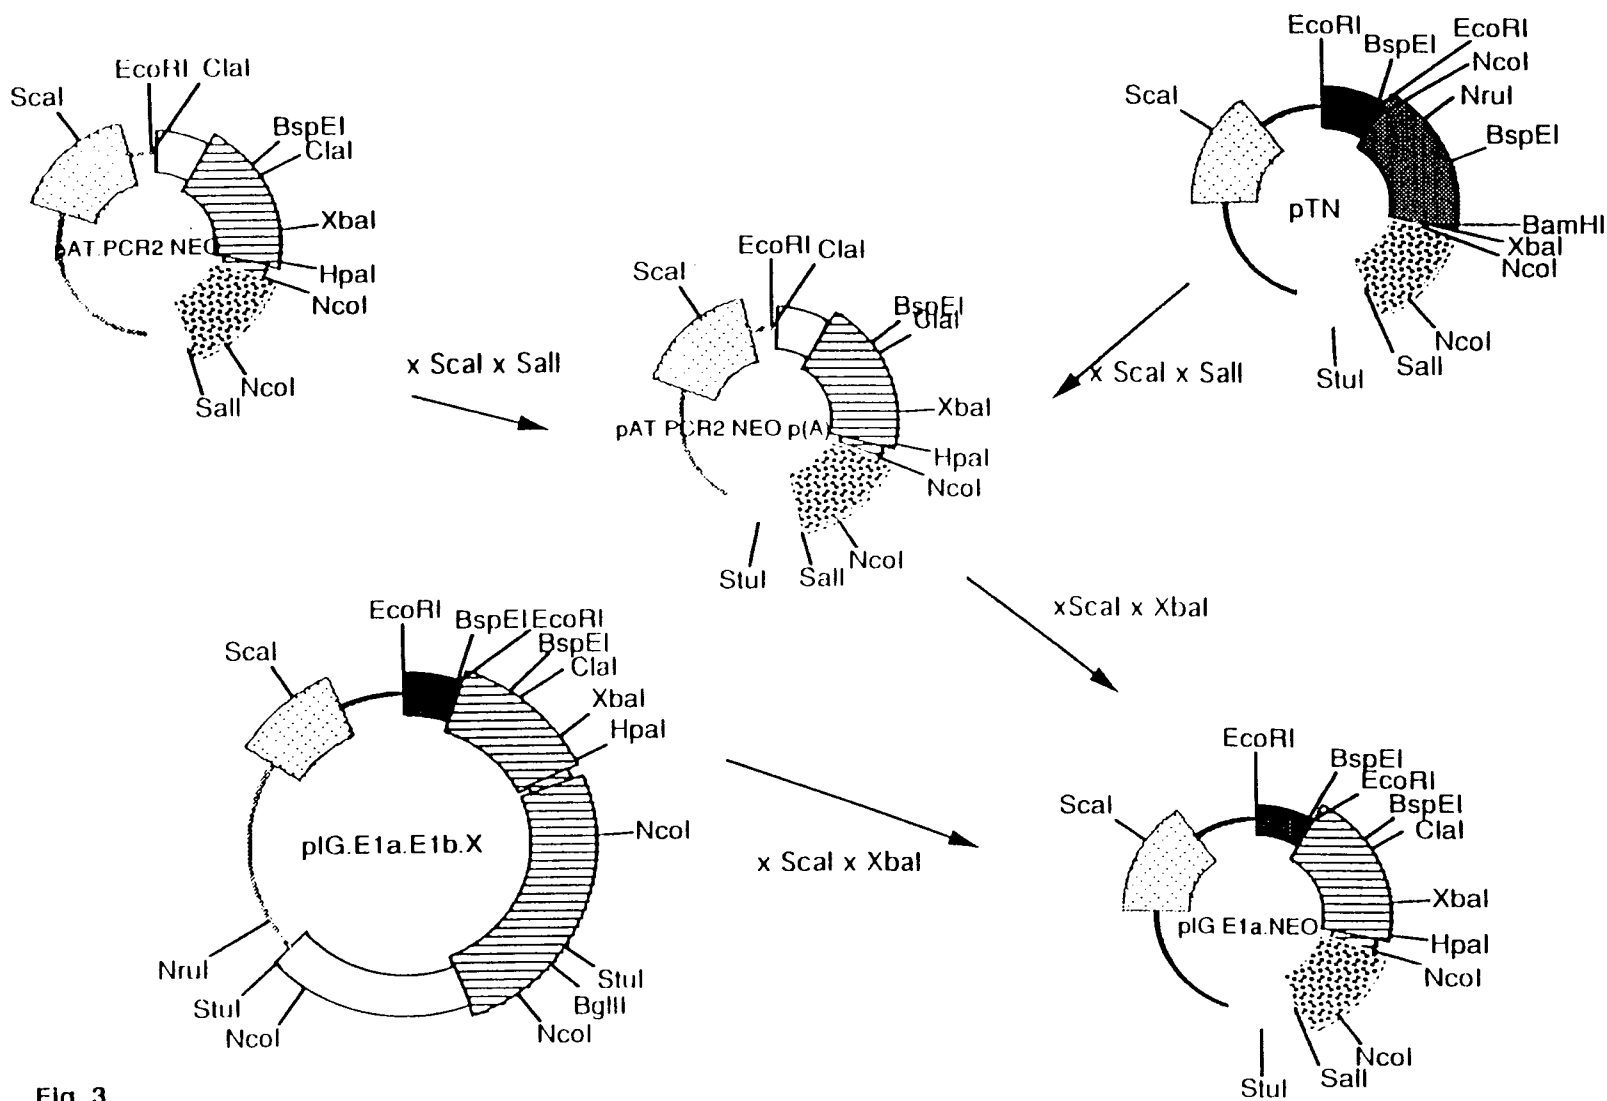 EcoRI ClaI
ScaI
BspEI
ClaI
XbaI
pAT.PCR2 NEO
HpaI
NcoI
NcoI
SalI
x ScaI x SalI
EcoRI
EcoRI
BspEI
NcoI
ScaI
NruI
BspEI
pTN
BamHI
XbaI
NcoI
NcoI
SalI
StuI
x ScaI x SalI
EcoRI ClaI
ScaI
BspEI
ClaI
XbaI
pAT PCR2 NEO p(A)
HpaI
NcoI
NcoI
StuI
SalI
xScaI x XbaI
EcoRI
BspEI EcoRI
BspEI
ScaI
ClaI
XbaI
HpaI
NcoI
pIG.E1a.E1b.X
NruI
StuI
StuI
BglII
NcoI
NcoI
x ScaI x XbaI
EcoRI
BspEI
EcoRI
BspEI
ScaI
ClaI
XbaI
pIG.E1a.NEO
HpaI
NcoI
NcoI
SalI
StuI
Fig. 3